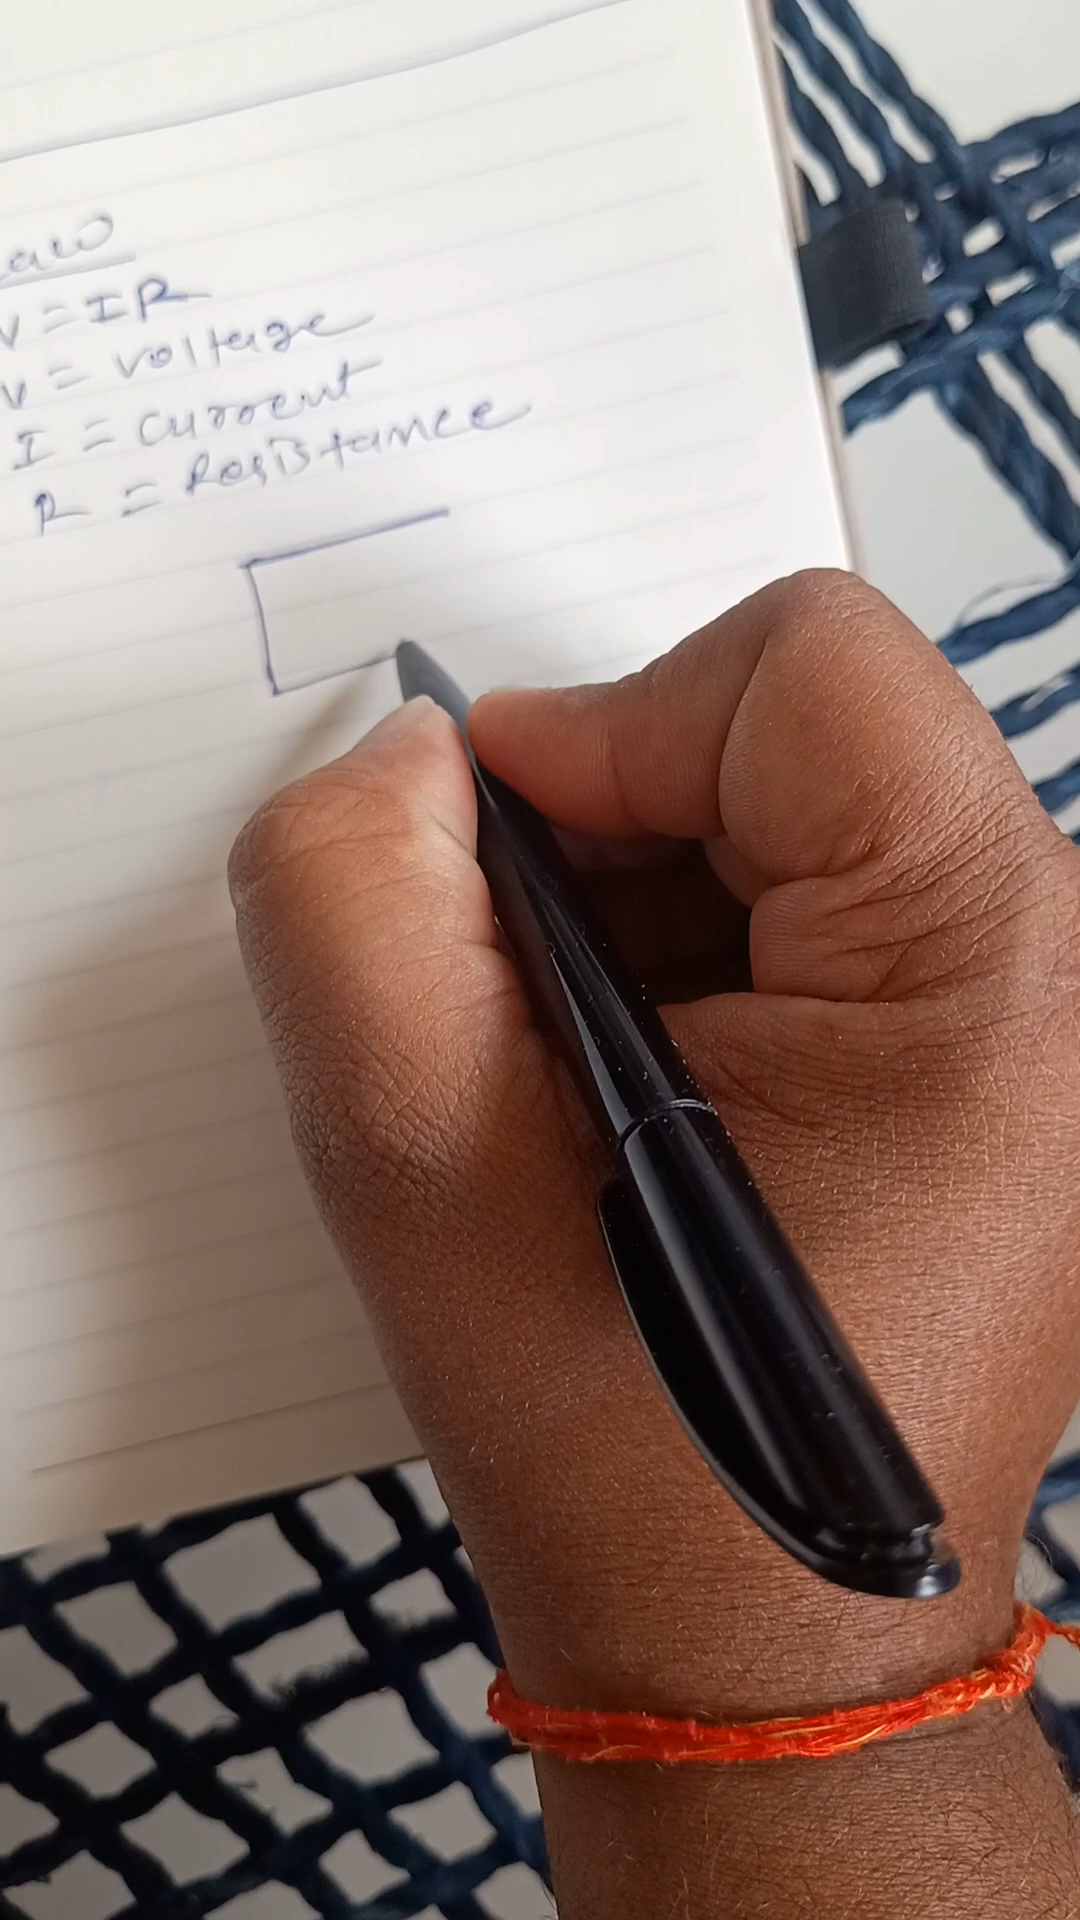 Law
V = IR
V = voltage
I = current
R = Resistance